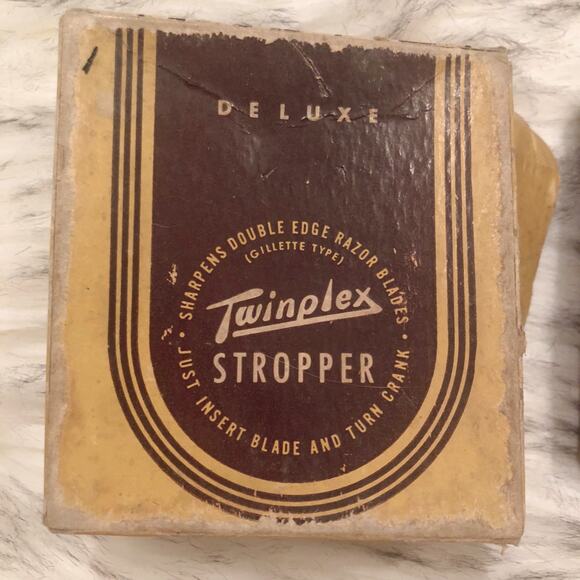 DELUXE
• SHARPENS DOUBLE EDGE RAZOR BLADES •
(GILLETTE TYPE)
Twinplex
STROPPER
JUST INSERT BLADE AND TURN CRANK